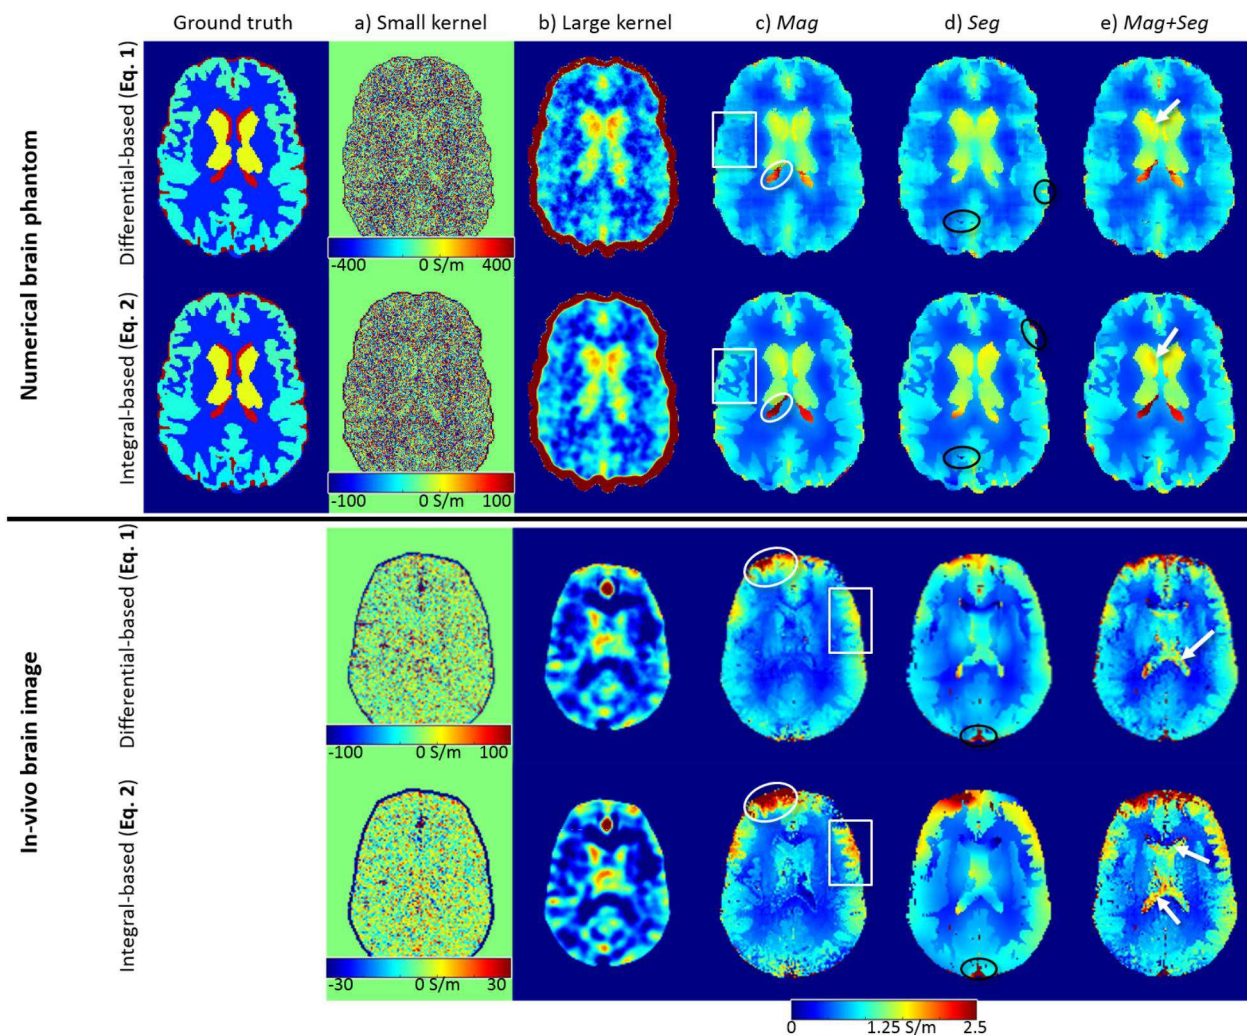 Ground truth
a) Small kernel
b) Large kernel
c) Mag
d) Seg
e) Mag+Seg
Numerical brain phantom
Differential-based (Eq. 1)
-400 0 S/m 400
Integral-based (Eq. 2)
-100 0 S/m 100
In-vivo brain image
Differential-based (Eq. 1)
-100 0 S/m 100
Integral-based (Eq. 2)
-30 0 S/m 30
0 1.25 S/m 2.5